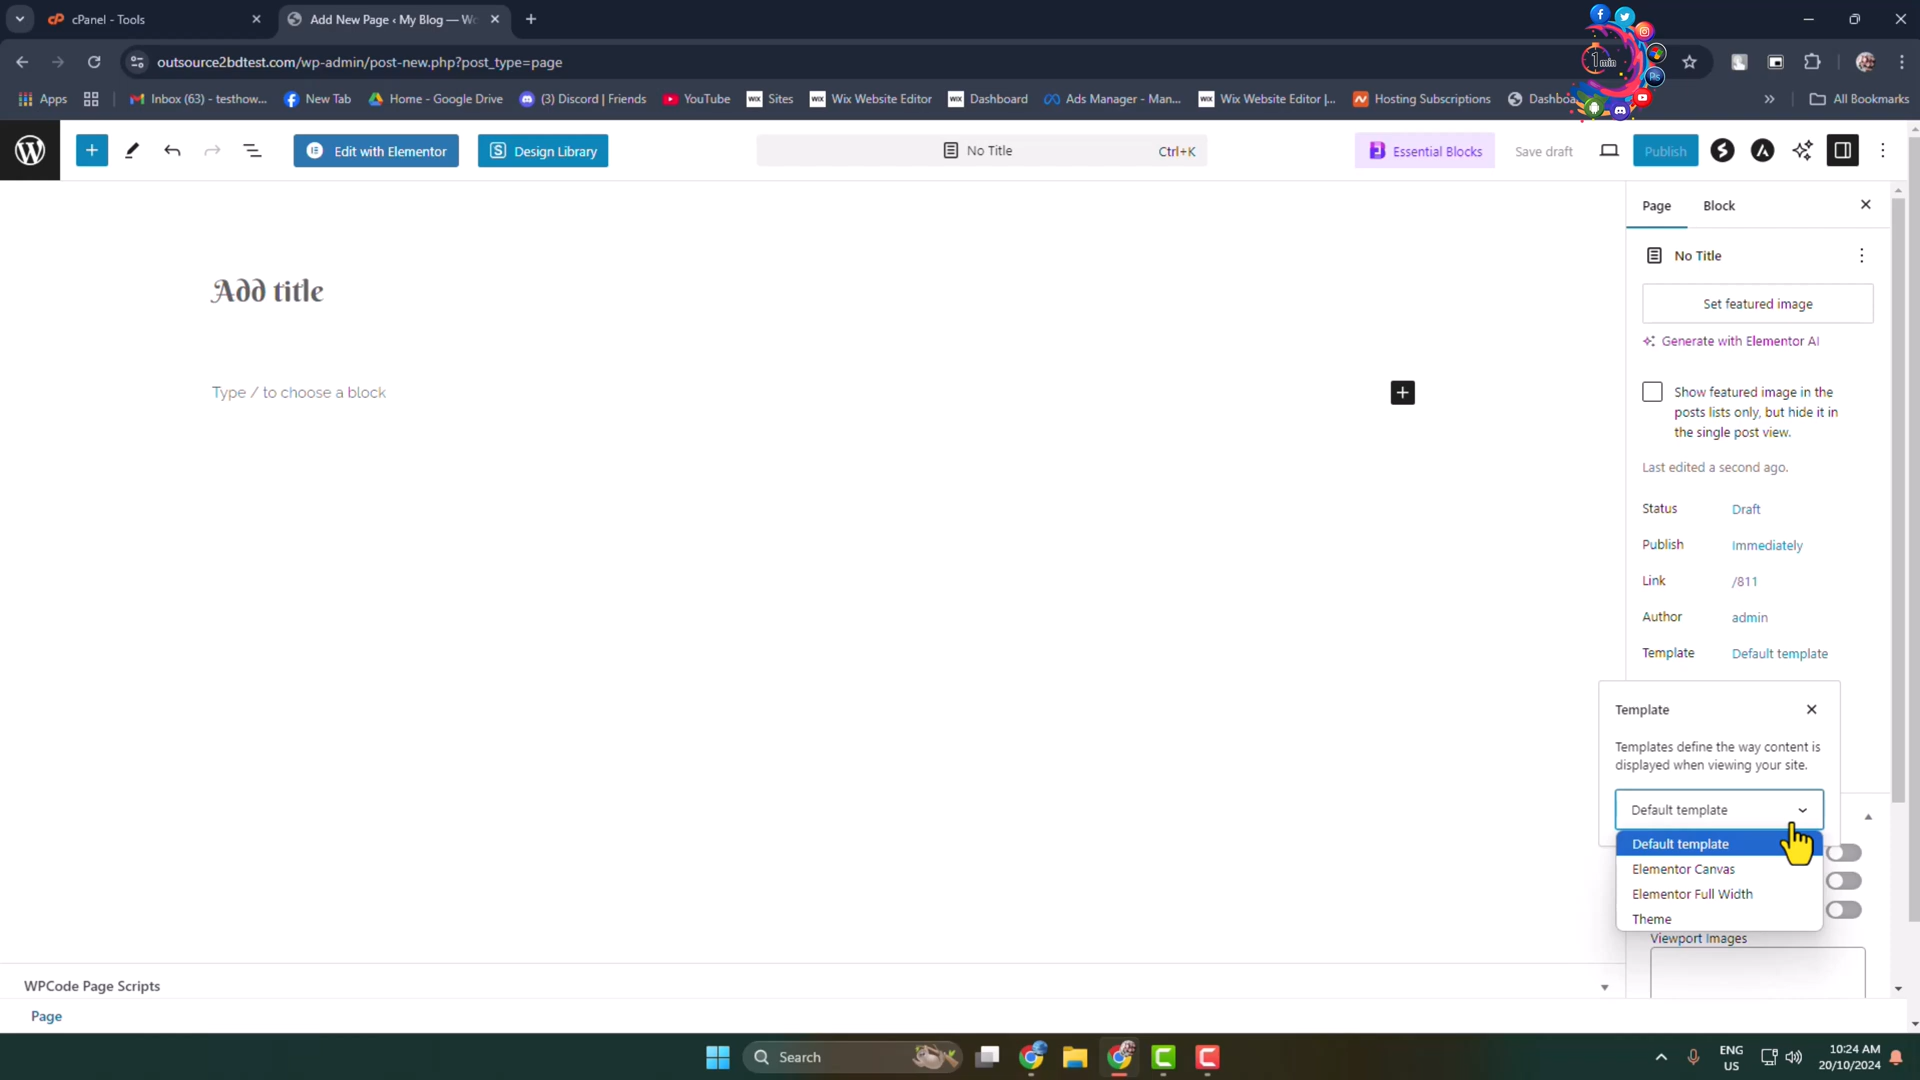 cPanel - Tools
Add New Page ‹ My Blog — Wo
outsource2bdtest.com/wp-admin/post-new.php?post_type=page
1min
Ps
Apps
Inbox (63) - testhow...
New Tab
Home - Google Drive
(3) Discord | Friends
YouTube
WIX Sites
WIX Wix Website Editor
WIX Dashboard
Ads Manager - Man...
WIX Wix Website Editor |...
Hosting Subscriptions
Dashboa
All Bookmarks
Edit with Elementor
Design Library
No Title
Ctrl+K
Essential Blocks
Save draft
Publish
Page
Block
No Title
Add title
Set featured image
Generate with Elementor AI
Type / to choose a block
Show featured image in the
posts lists only, but hide it in
the single post view.
Last edited a second ago.
Status
Draft
Publish
Immediately
Link
/811
Author
admin
Template
Default template
Template
Templates define the way content is
displayed when viewing your site.
Default template
Default template
Elementor Canvas
Elementor Full Width
Theme
Viewport Images
WPCode Page Scripts
Page
Search
ENG
US
10:24 AM
20/10/2024